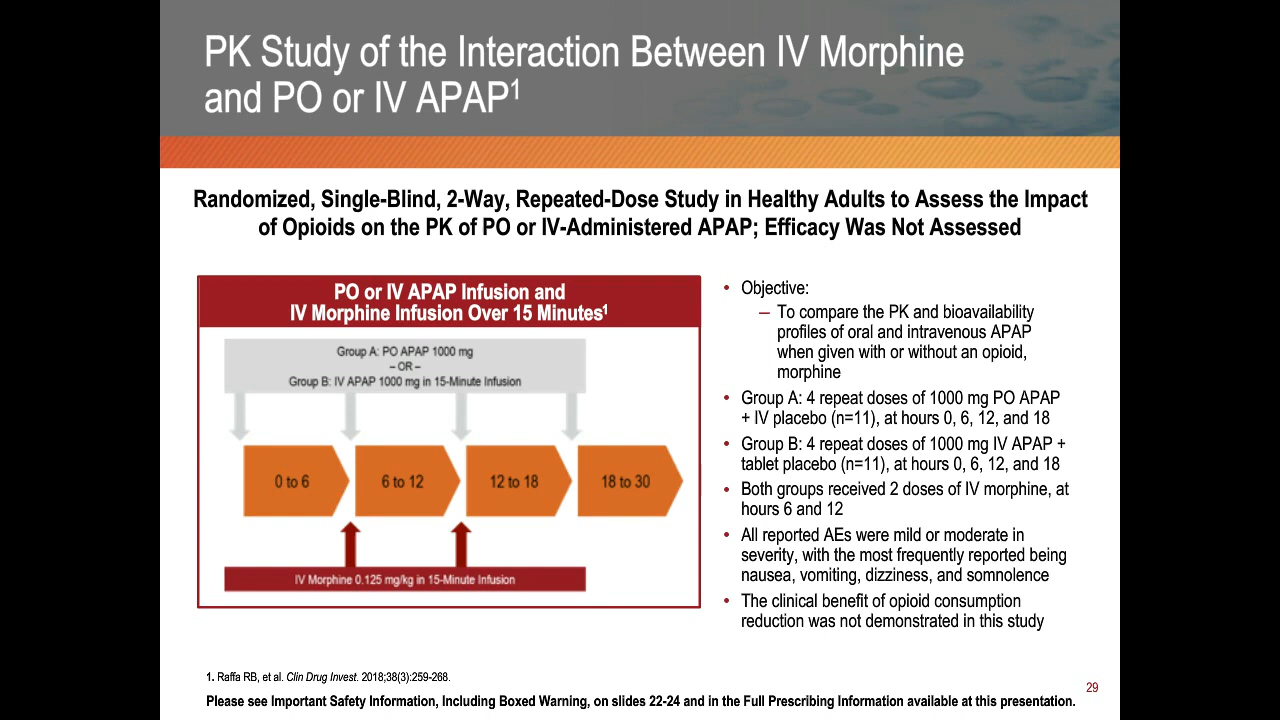 PK Study of the Interaction Between IV Morphine
and PO or IV APAP¹
Randomized, Single-Blind, 2-Way, Repeated-Dose Study in Healthy Adults to Assess the Impact
of Opioids on the PK of PO or IV-Administered APAP; Efficacy Was Not Assessed
PO or IV APAP Infusion and
IV Morphine Infusion Over 15 Minutes¹
Group A: PO APAP 1000 mg
– OR –
Group B: IV APAP 1000 mg in 15-Minute Infusion
0 to 6
6 to 12
12 to 18
18 to 30
IV Morphine 0.125 mg/kg in 15-Minute Infusion
• Objective:
– To compare the PK and bioavailability
profiles of oral and intravenous APAP
when given with or without an opioid,
morphine
• Group A: 4 repeat doses of 1000 mg PO APAP
+ IV placebo (n=11), at hours 0, 6, 12, and 18
• Group B: 4 repeat doses of 1000 mg IV APAP +
tablet placebo (n=11), at hours 0, 6, 12, and 18
• Both groups received 2 doses of IV morphine, at
hours 6 and 12
• All reported AEs were mild or moderate in
severity, with the most frequently reported being
nausea, vomiting, dizziness, and somnolence
• The clinical benefit of opioid consumption
reduction was not demonstrated in this study
1. Raffa RB, et al. Clin Drug Invest. 2018;38(3):259-268.
Please see Important Safety Information, Including Boxed Warning, on slides 22-24 and in the Full Prescribing Information available at this presentation.
29